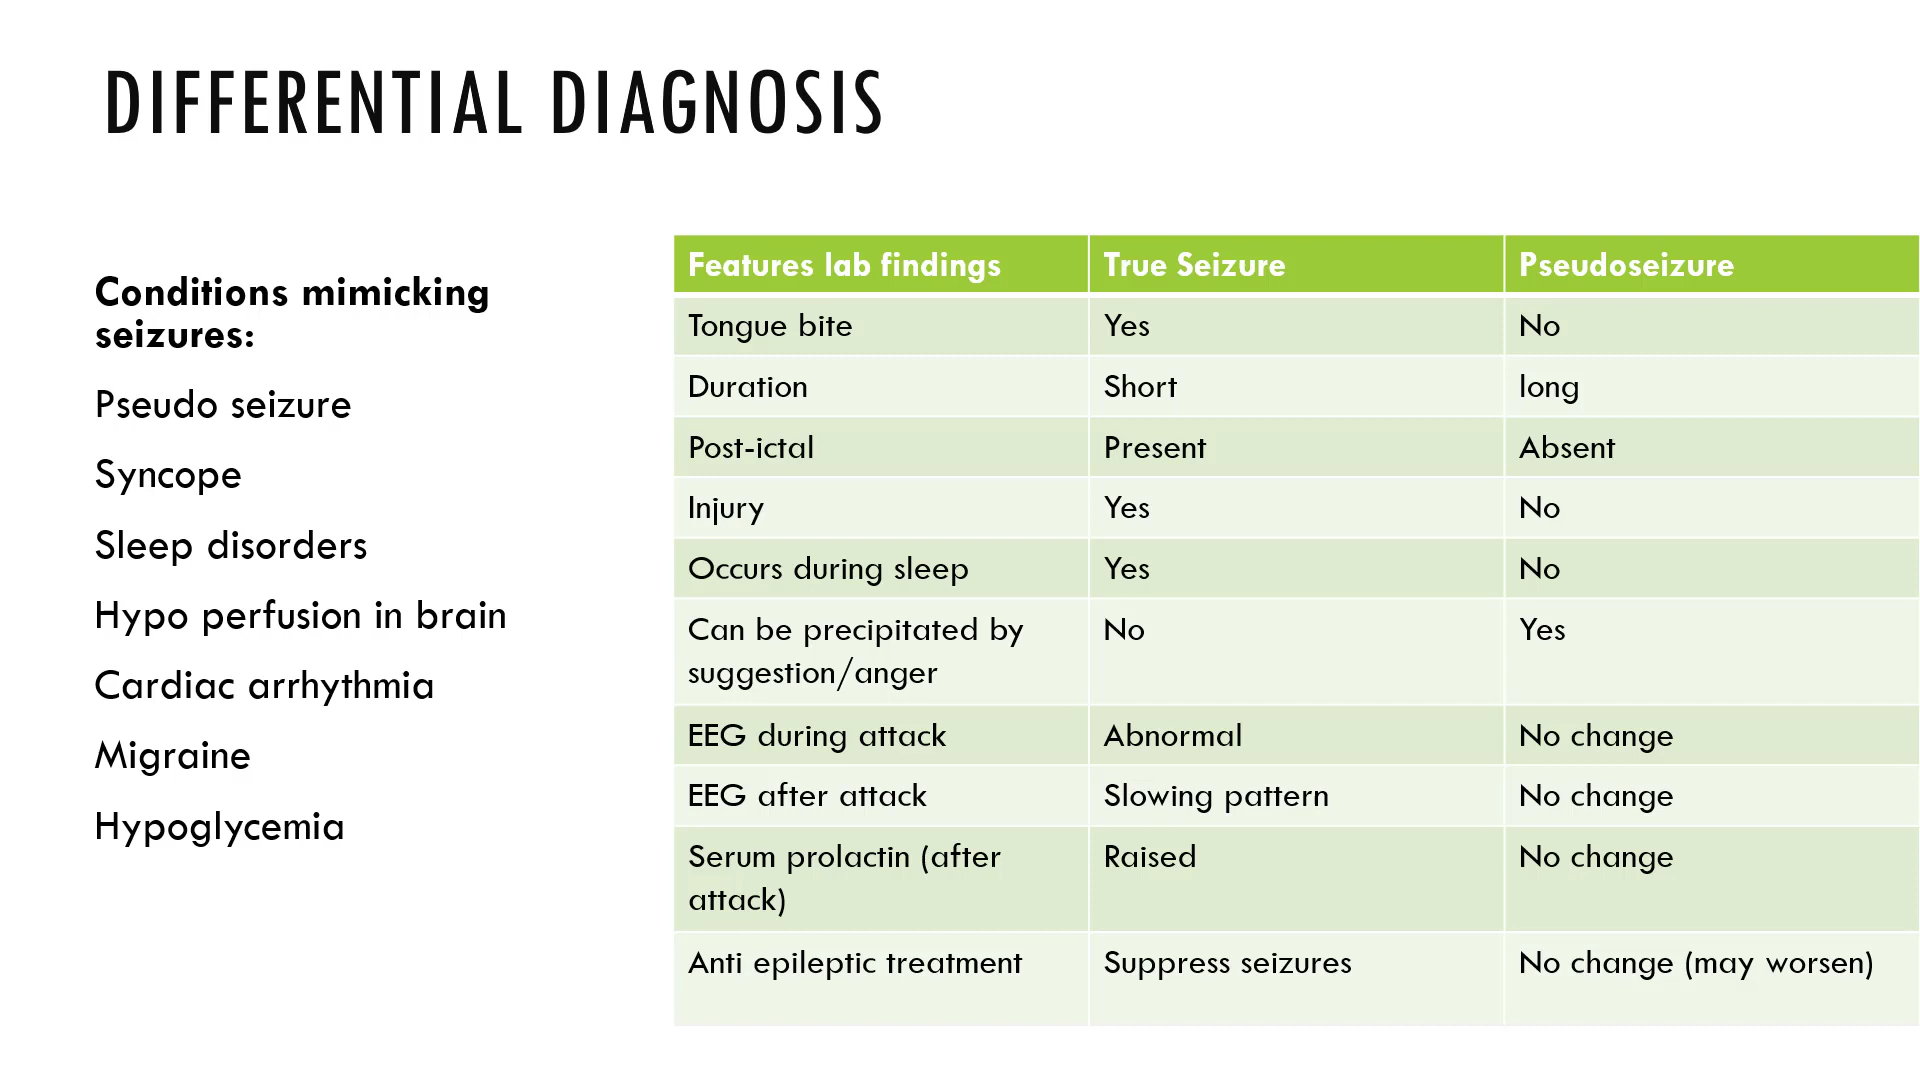 DIFFERENTIAL DIAGNOSIS
Conditions mimicking
seizures:
Pseudo seizure
Syncope
Sleep disorders
Hypo perfusion in brain
Cardiac arrhythmia
Migraine
Hypoglycemia
Features lab findings True Seizure Pseudoseizure
Tongue bite Yes No
Duration Short long
Post-ictal Present Absent
Injury Yes No
Occurs during sleep Yes No
Can be precipitated by No Yes
suggestion/anger
EEG during attack Abnormal No change
EEG after attack Slowing pattern No change
Serum prolactin (after Raised No change
attack)
Anti epileptic treatment Suppress seizures No change (may worsen)